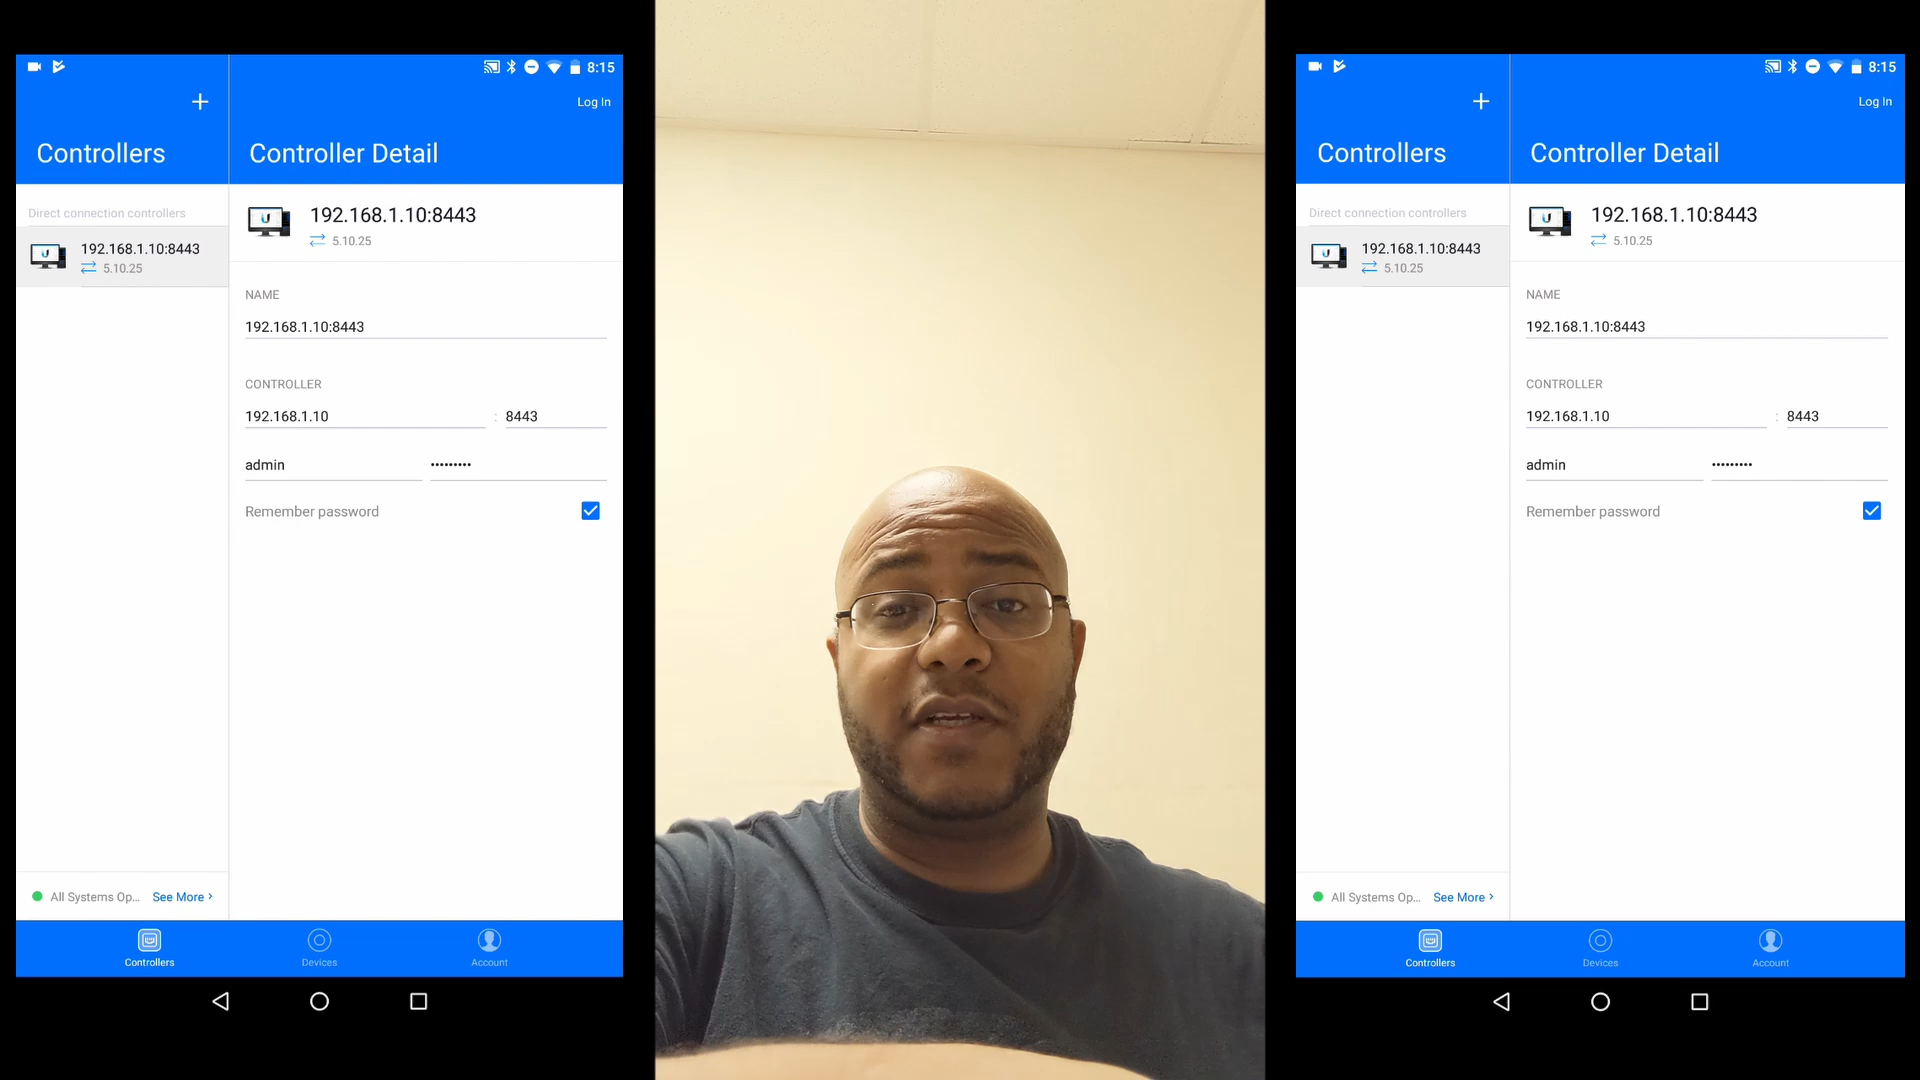 8:15
Log In
Controllers
Controller Detail
Direct connection controllers
192.168.1.10:8443
5.10.25
192.168.1.10:8443
5.10.25
NAME
192.168.1.10:8443
CONTROLLER
192.168.1.10 : 8443
admin •••••••••
Remember password
All Systems Op... See More >
Controllers
Devices
Account
8:15
Log In
Controllers
Controller Detail
Direct connection controllers
192.168.1.10:8443
5.10.25
192.168.1.10:8443
5.10.25
NAME
192.168.1.10:8443
CONTROLLER
192.168.1.10 : 8443
admin •••••••••
Remember password
All Systems Op... See More >
Controllers
Devices
Account